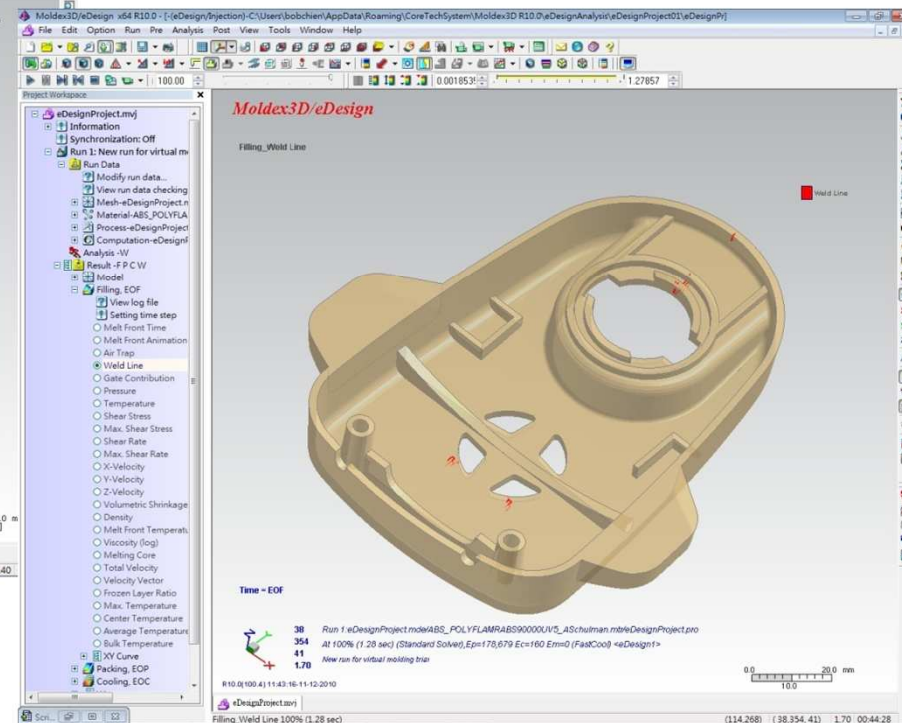 Moldex3D/eDesign x64 R10.0 - [-(eDesign/Injection)-C:\Users\bobchien\AppData\Roaming\CoreTechSystem\Moldex3D R10.0\eDesignAnalysis\eDesignProject01\eDesignPr]
File Edit Option Run Pre Analysis Post View Tools Window Help
100.00
1.27857
Project Workspace
eDesignProject.mvj
Information
Synchronization: Off
Run 1: New run for virtual m
Run Data
Modify run data...
View run data checking
Mesh-eDesignProject.n
Material-ABS_POLYFLA
Process-eDesignProject
Computation-eDesignP
Analysis -W
Result -F P C W
Model
Filling, EOF
View log file
Setting time step
Melt Front Time
Melt Front Animation
Air Trap
Weld Line
Gate Contribution
Pressure
Temperature
Shear Stress
Max. Shear Stress
Shear Rate
Max. Shear Rate
X-Velocity
Y-Velocity
Z-Velocity
Volumetric Shrinkage
Density
Melt Front Temperatu
Viscosity (log)
Melting Core
Total Velocity
Velocity Vector
Frozen Layer Ratio
Max. Temperature
Center Temperature
Average Temperature
Bulk Temperature
XY Curve
Packing, EOP
Cooling, EOC
Scri...
Moldex3D/eDesign
Filling_Weld Line
Weld Line
Time = EOF
38
354
41
1.70
Run 1:eDesignProject.mde/ABS_POLYFLAMRABS90000UV5_ASchulman.mtr/eDesignProject.pro
At 100% (1.28 sec) (Standard Solver),Ep=178,679 Ec=160 Em=0 (FastCool) <eDesign1>
New run for virtual molding trial
R10.0(100.4) 11:43:16-11-12-2010
0.0 20.0 mm
10.0
eDesignProject.mvj
Filling_Weld Line 100% (1.28 sec)
(114,268) (38,354, 41) 1.70 00:44:28